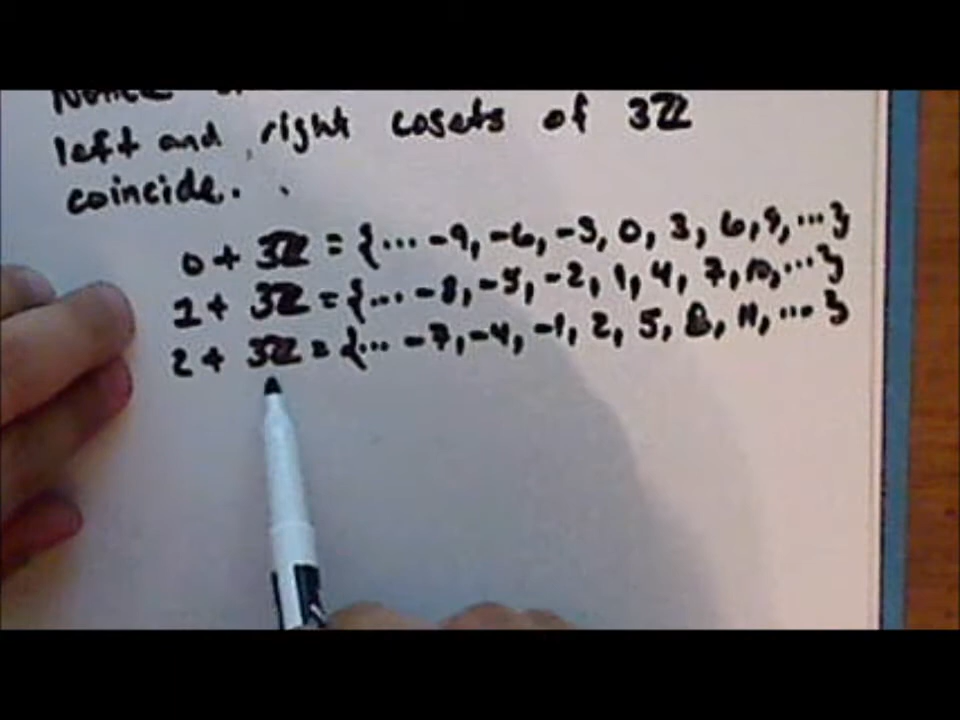 left and right cosets of 3ℤ
coincide.
0 + 3ℤ = {... -9, -6, -3, 0, 3, 6, 9, ...}
1 + 3ℤ = {... -8, -5, -2, 1, 4, 7, 10, ...}
2 + 3ℤ = {... -7, -4, -1, 2, 5, 8, 11, ...}